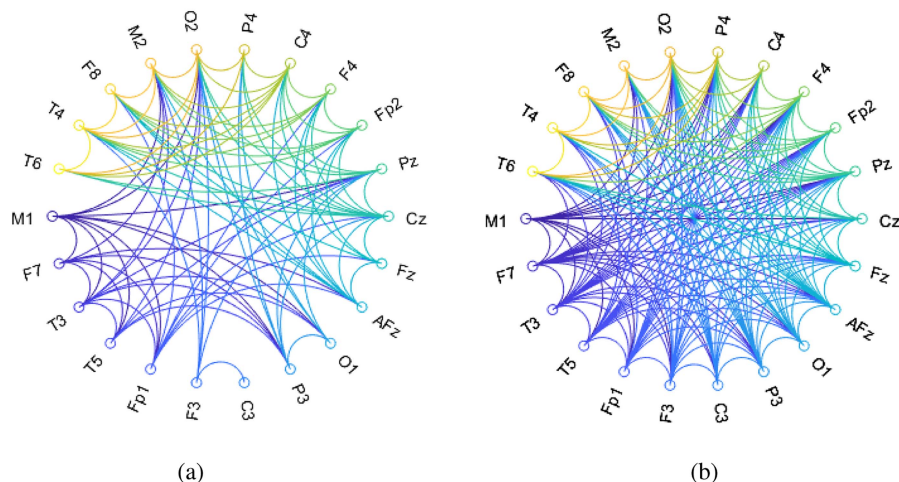 O2
P4
M2
C4
F8
F4
T4
Fp2
T6
Pz
M1
Cz
F7
Fz
T3
AFz
T5
O1
Fp1
P3
F3
C3
(a)
O2
P4
M2
C4
F8
F4
T4
Fp2
T6
Pz
M1
Cz
F7
Fz
T3
AFz
T5
O1
Fp1
P3
F3
C3
(b)